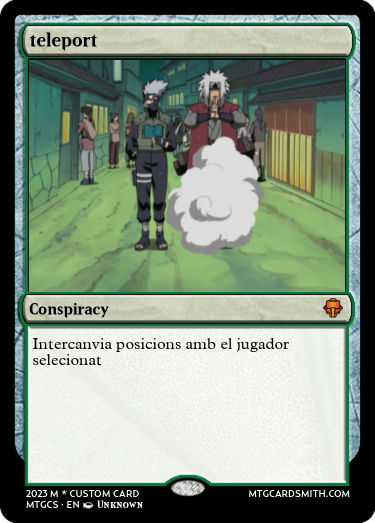 teleport
Conspiracy
Intercanvia posicions amb el jugador
selecionat
2023 M * CUSTOM CARD
MTGCS · EN UNKNOWN
MTGCARDSMITH.COM